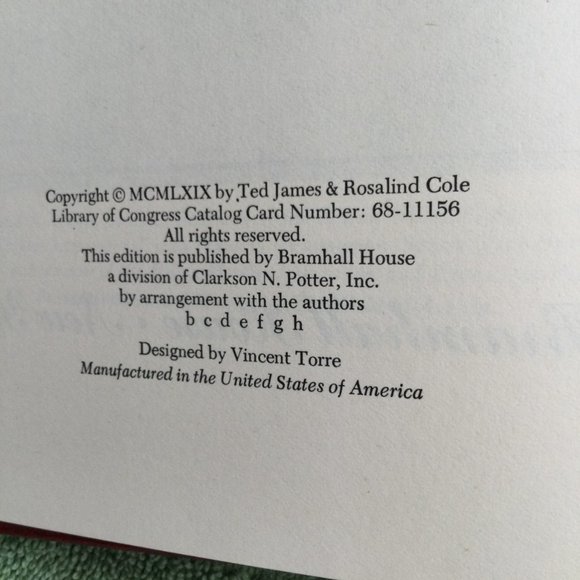 Copyright © MCMLXIX by Ted James & Rosalind Cole
Library of Congress Catalog Card Number: 68-11156
All rights reserved.
This edition is published by Bramhall House
a division of Clarkson N. Potter, Inc.
by arrangement with the authors
b c d e f g h
Designed by Vincent Torre
Manufactured in the United States of America